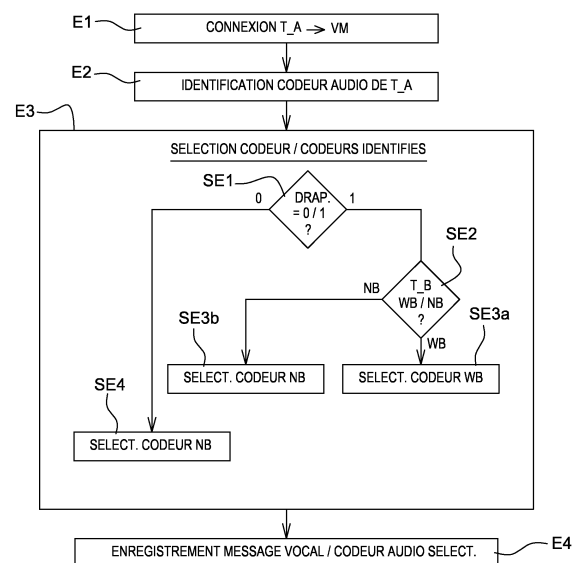 E1
CONNEXION T_A → VM
E2
IDENTIFICATION CODEUR AUDIO DE T_A
E3
SELECTION CODEUR / CODEURS IDENTIFIES
SE1
0
DRAP.
= 0 / 1
?
1
SE2
NB
T_B
WB / NB
?
WB
SE3b
SE3a
SELECT. CODEUR NB
SELECT. CODEUR WB
SE4
SELECT. CODEUR NB
ENREGISTREMENT MESSAGE VOCAL / CODEUR AUDIO SELECT.
E4